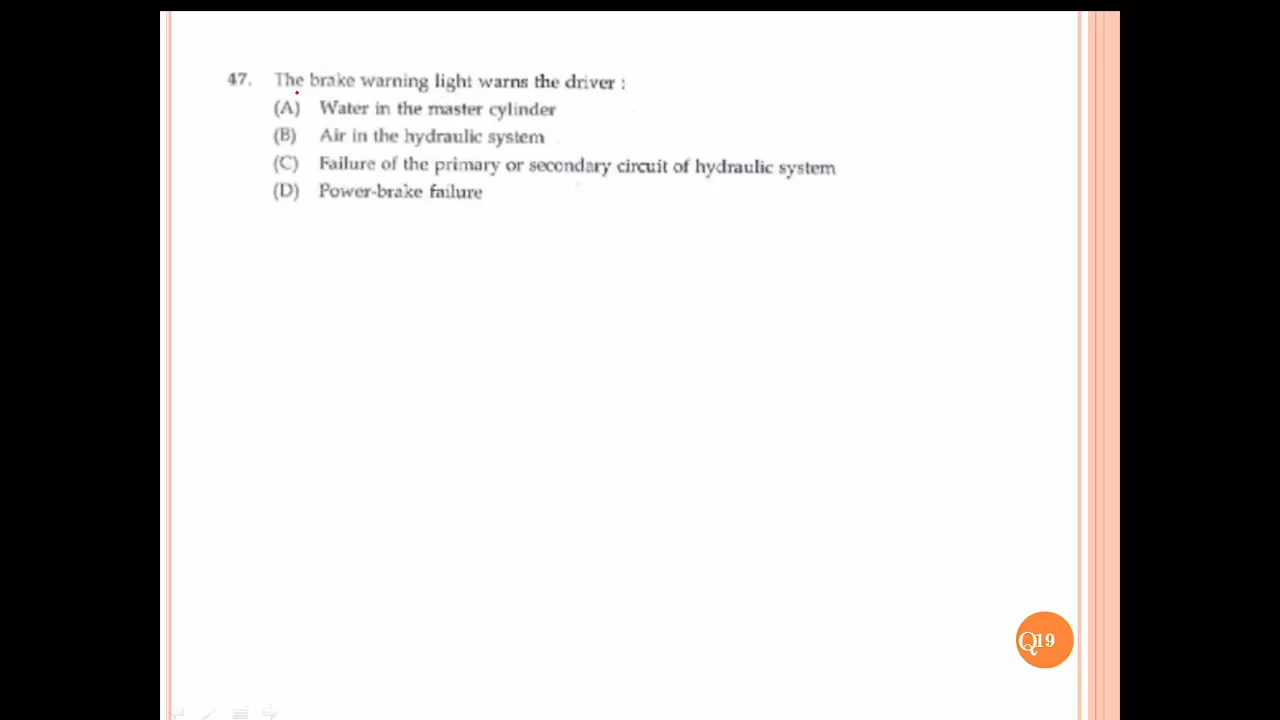 47. The brake warning light warns the driver :
(A) Water in the master cylinder
(B) Air in the hydraulic system
(C) Failure of the primary or secondary circuit of hydraulic system
(D) Power-brake failure
Q19